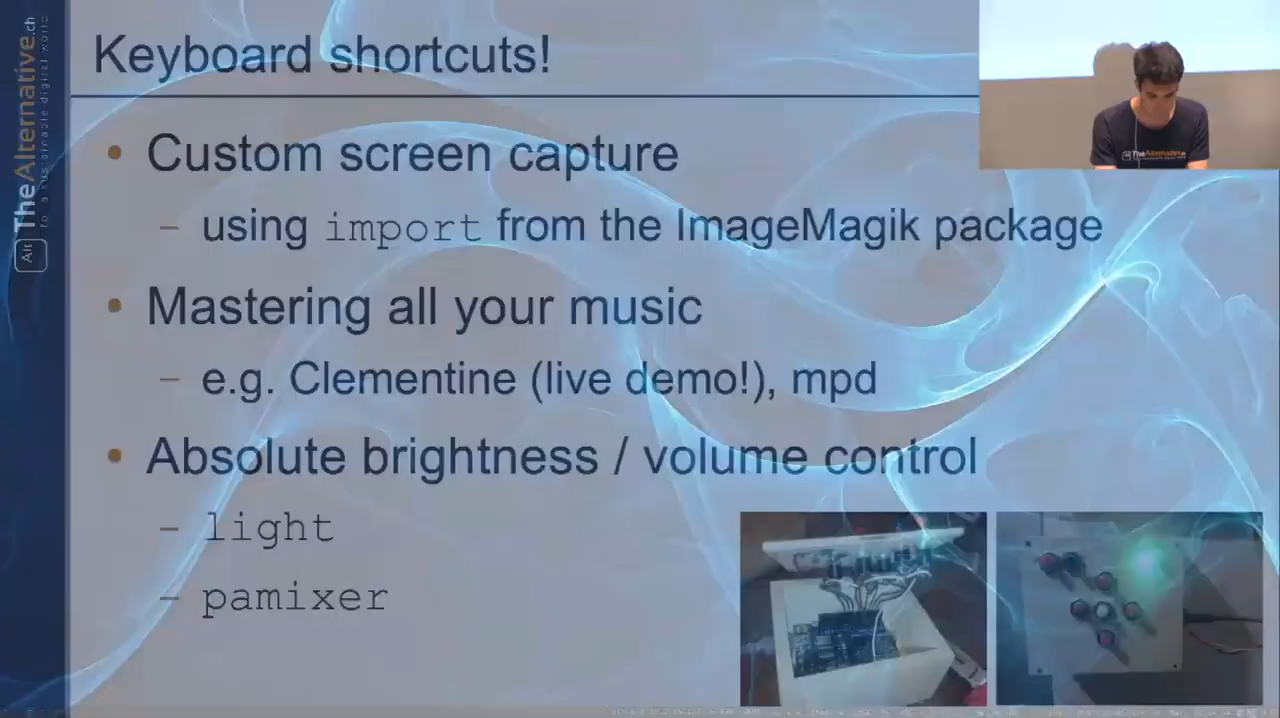 Keyboard shortcuts!
• Custom screen capture
– using import from the ImageMagik package
• Mastering all your music
– e.g. Clementine (live demo!), mpd
• Absolute brightness / volume control
– light
– pamixer
TheAlternative.ch
TheAlternative